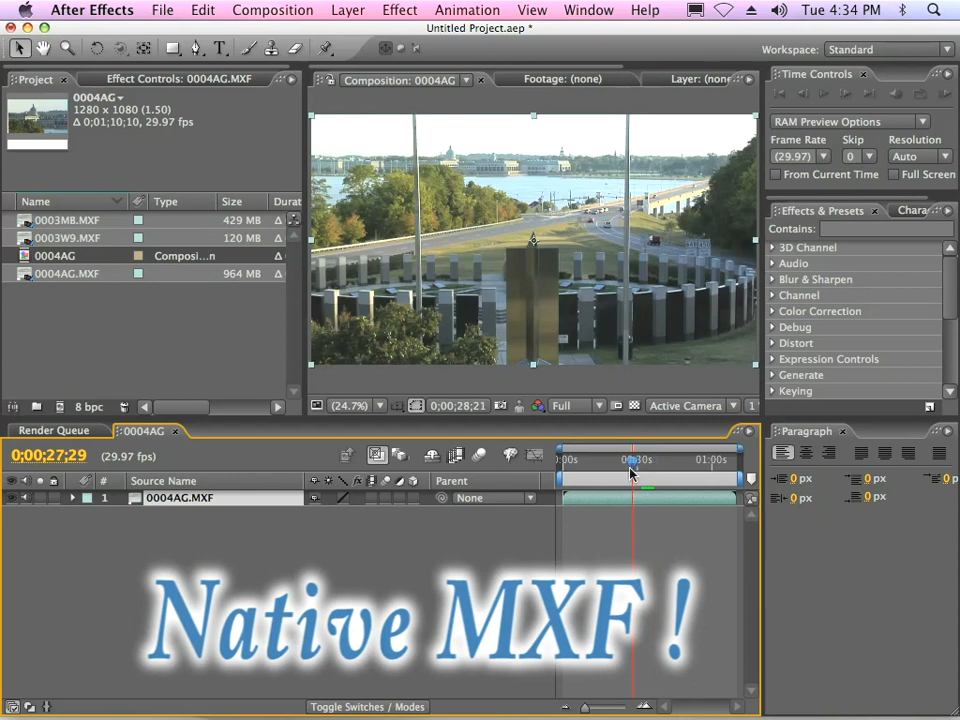 After Effects File Edit Composition Layer Effect Animation View Window Help Tue 4:34 PM
Untitled Project.aep *
Workspace: Standard
Project Effect Controls: 0004AG.MXF
Composition: 0004AG Footage: (none) Layer: (non
Time Controls
0004AG
1280 x 1080 (1.50)
Δ 0;01;10;10, 29.97 fps
RAM Preview Options
Frame Rate Skip Resolution
(29.97) 0 Auto
From Current Time Full Screen
Name Type Size Durat
0003MB.MXF 429 MB
0003W9.MXF 120 MB
0004AG Composi...n
0004AG.MXF 964 MB
Effects & Presets Chara
Contains:
3D Channel
Audio
Blur & Sharpen
Channel
Color Correction
Debug
Distort
Expression Controls
Generate
Keying
8 bpc
(24.7%) 0;00;28;21 Full Active Camera 1
Render Queue 0004AG
0;00;27;29 (29.97 fps)
:00s 00:30s 01:00s
# Source Name Parent
1 0004AG.MXF None
Paragraph
0 px 0 px 0 p
0 px 0 px
Native MXF !
Toggle Switches / Modes